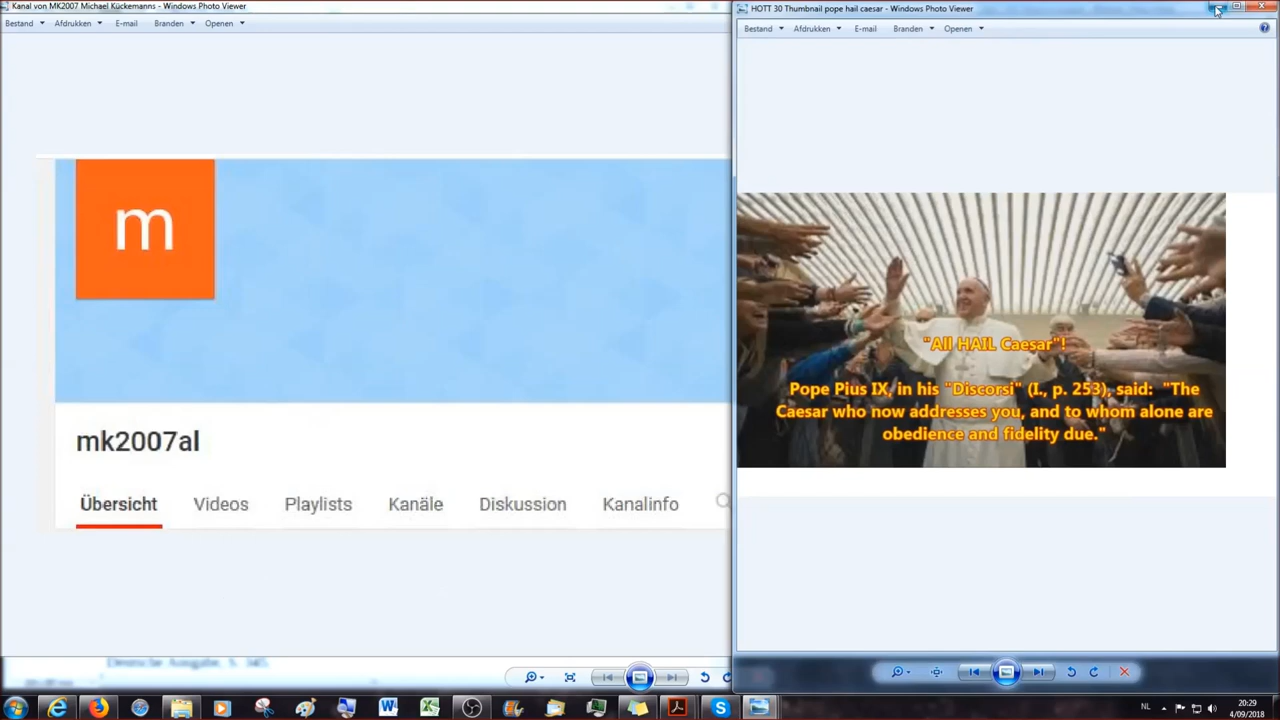 Kanal von MK2007 Michael Kückemanns - Windows Photo Viewer
Bestand Afdrukken E-mail Branden Openen
m
mk2007al
Übersicht Videos Playlists Kanäle Diskussion Kanalinfo
Deutsche Ausgabe, S. 345.
HOTT 30 Thumbnail pope hail caesar - Windows Photo Viewer
Bestand Afdrukken E-mail Branden Openen
"All HAIL Caesar"!
Pope Pius IX, in his "Discorsi" (I., p. 253), said: "The
Caesar who now addresses you, and to whom alone are
obedience and fidelity due."
NL
20:29
4/09/2018